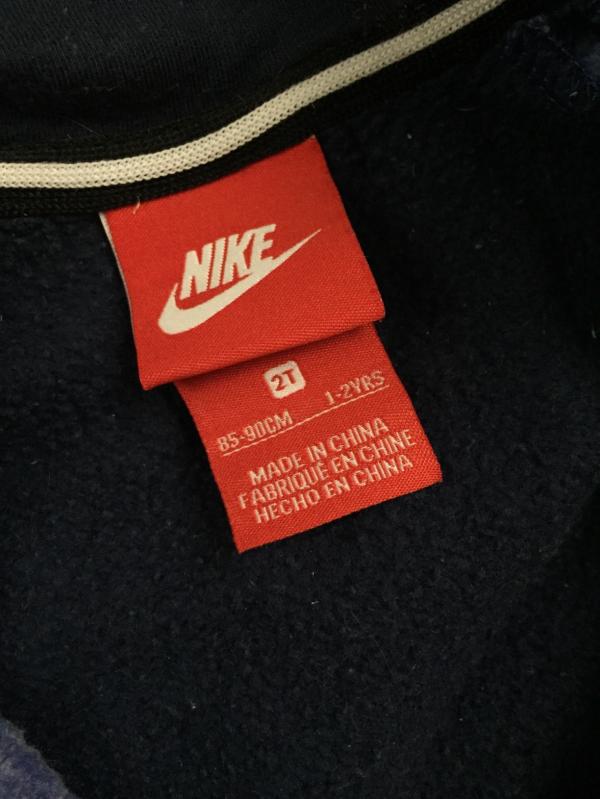 NIKE
2T
85-90CM 1-2YRS
MADE IN CHINA
FABRIQUÉ EN CHINE
HECHO EN CHINA